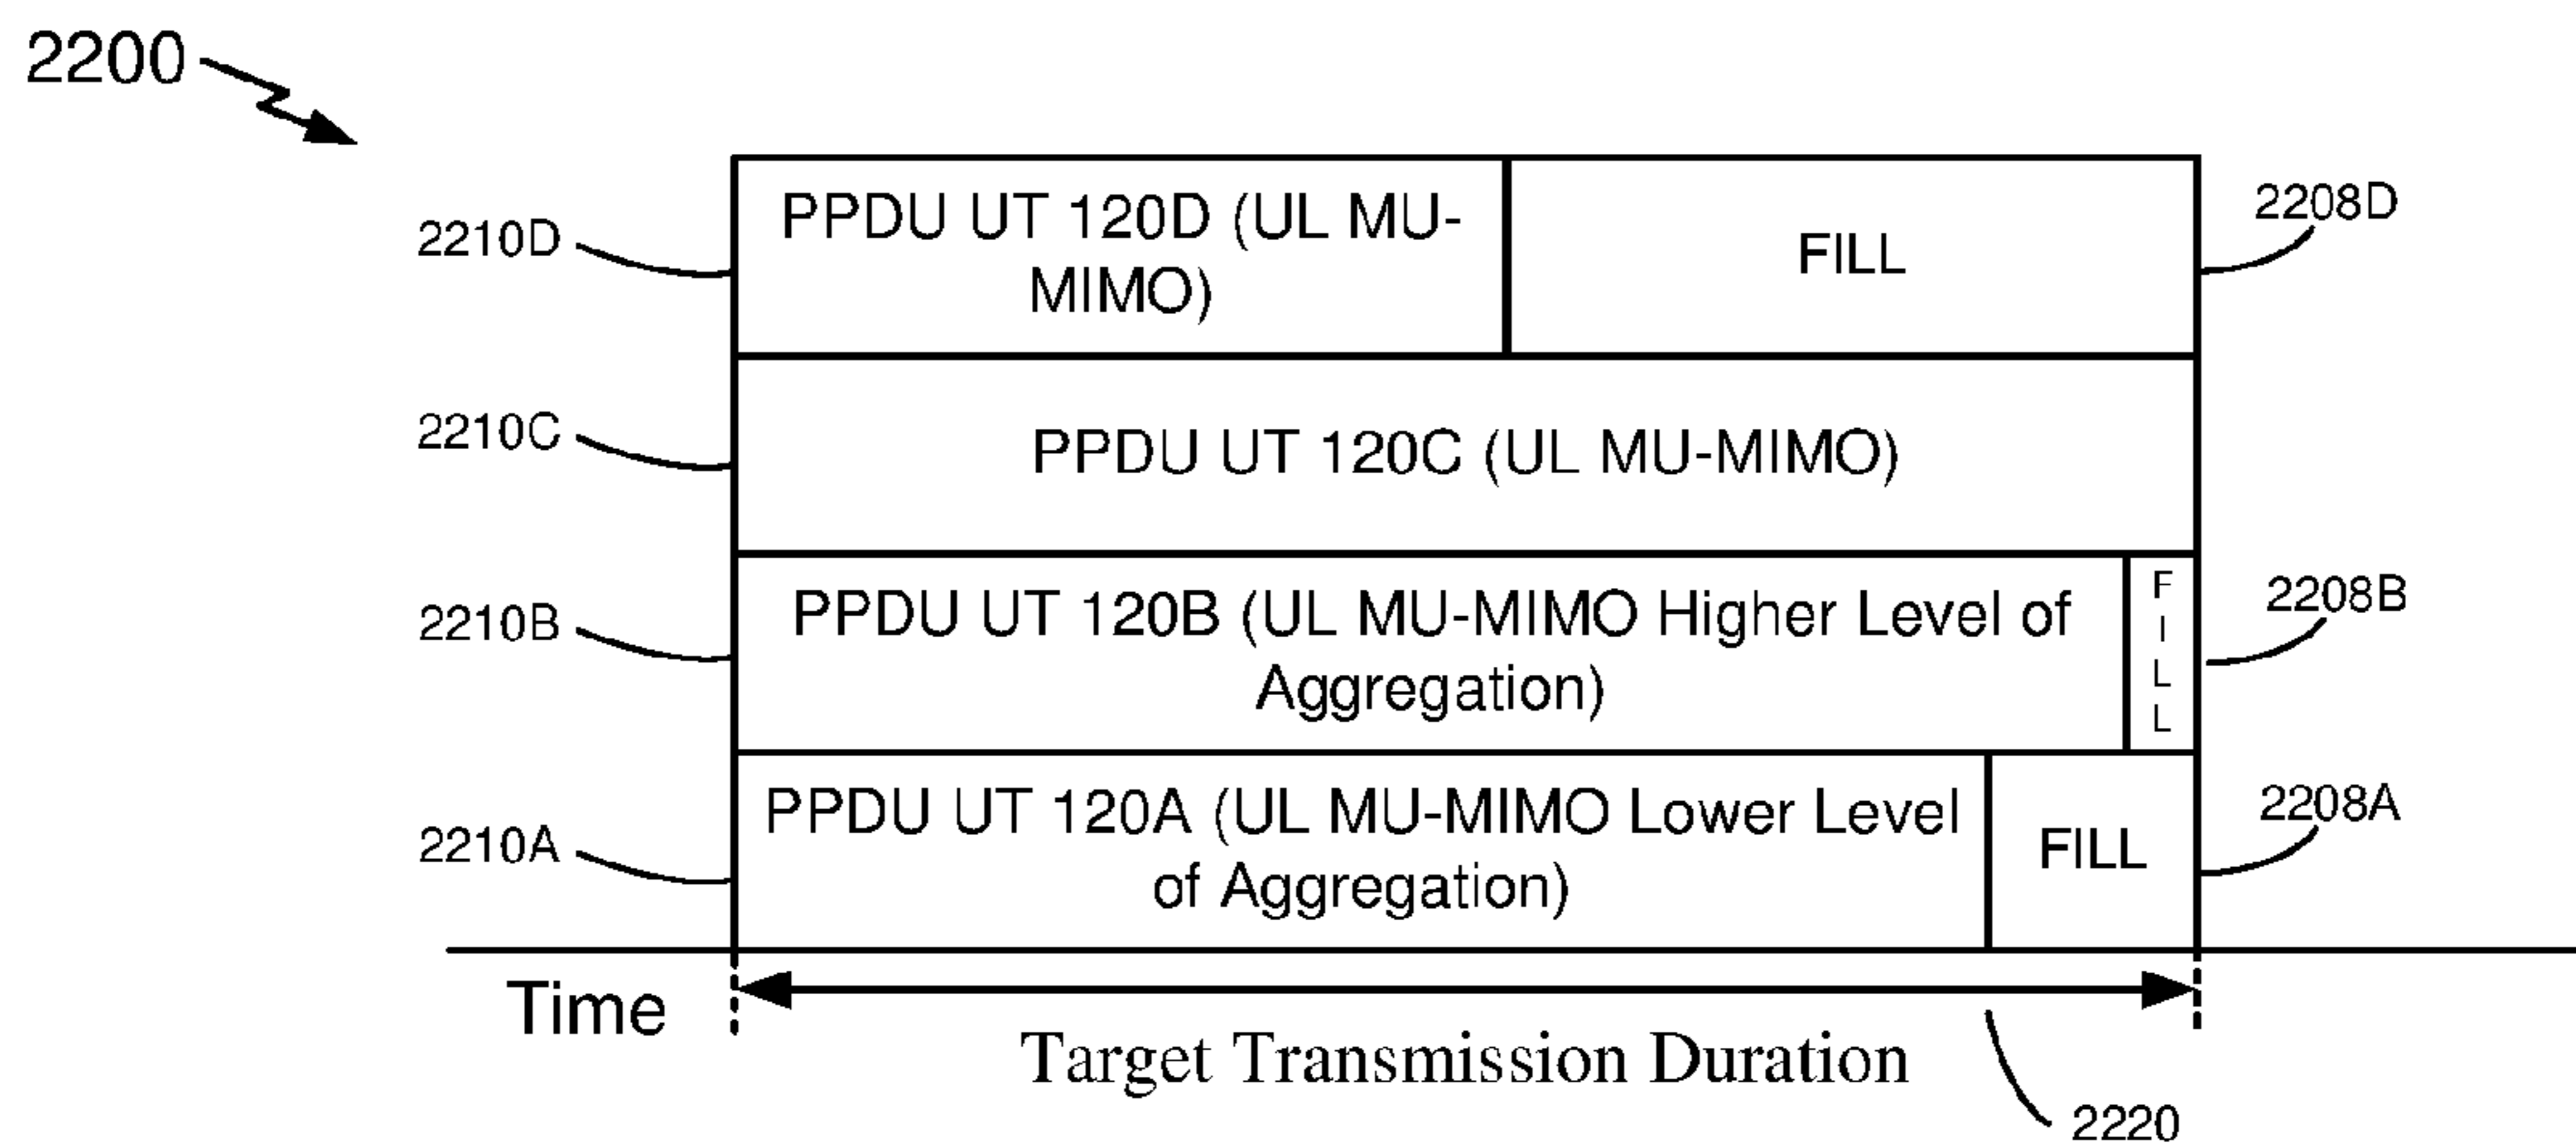 2200
2210D
PPDU UT 120D (UL MU-
MIMO)
FILL
2208D
2210C
PPDU UT 120C (UL MU-MIMO)
2210B
PPDU UT 120B (UL MU-MIMO Higher Level of
Aggregation)
F
I
L
L
2208B
2210A
PPDU UT 120A (UL MU-MIMO Lower Level
of Aggregation)
FILL
2208A
Time
Target Transmission Duration
2220